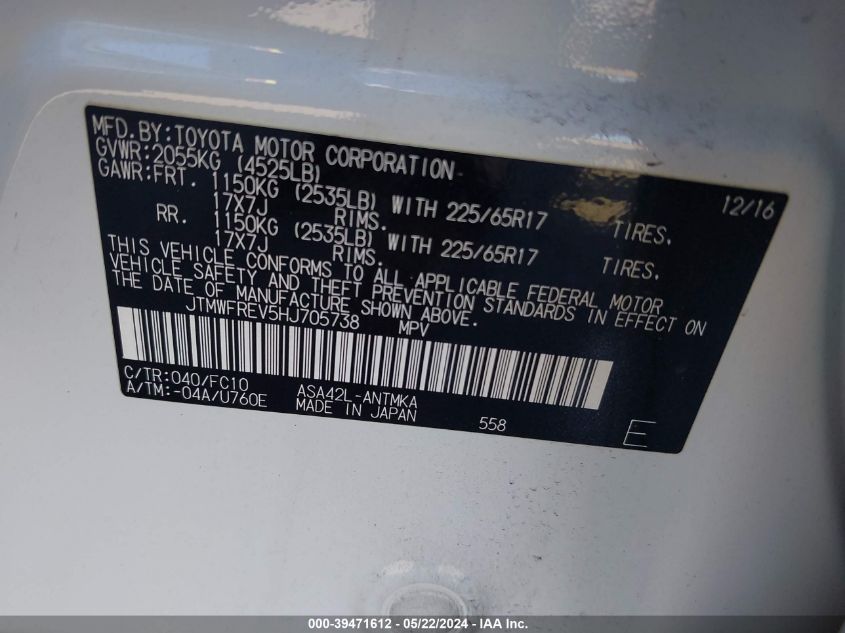 MFD.BY:TOYOTA MOTOR CORPORATION 12/16
GVWR:2055KG (4525LB)
GAWR:FRT. 1150KG (2535LB) WITH 225/65R17 TIRES.
17X7J RIMS.
RR. 1150KG (2535LB) WITH 225/65R17 TIRES.
17X7J RIMS.
THIS VEHICLE CONFORMS TO ALL APPLICABLE FEDERAL MOTOR
VEHICLE SAFETY AND THEFT PREVENTION STANDARDS IN EFFECT ON
THE DATE OF MANUFACTURE SHOWN ABOVE.
JTMWFREV5HJ705738 MPV
C/TR:040/FC10 ASA42L-ANTMKA
A/TM:-04A/U760E MADE IN JAPAN 558 E
000-39471612 - 05/22/2024 - IAA Inc.